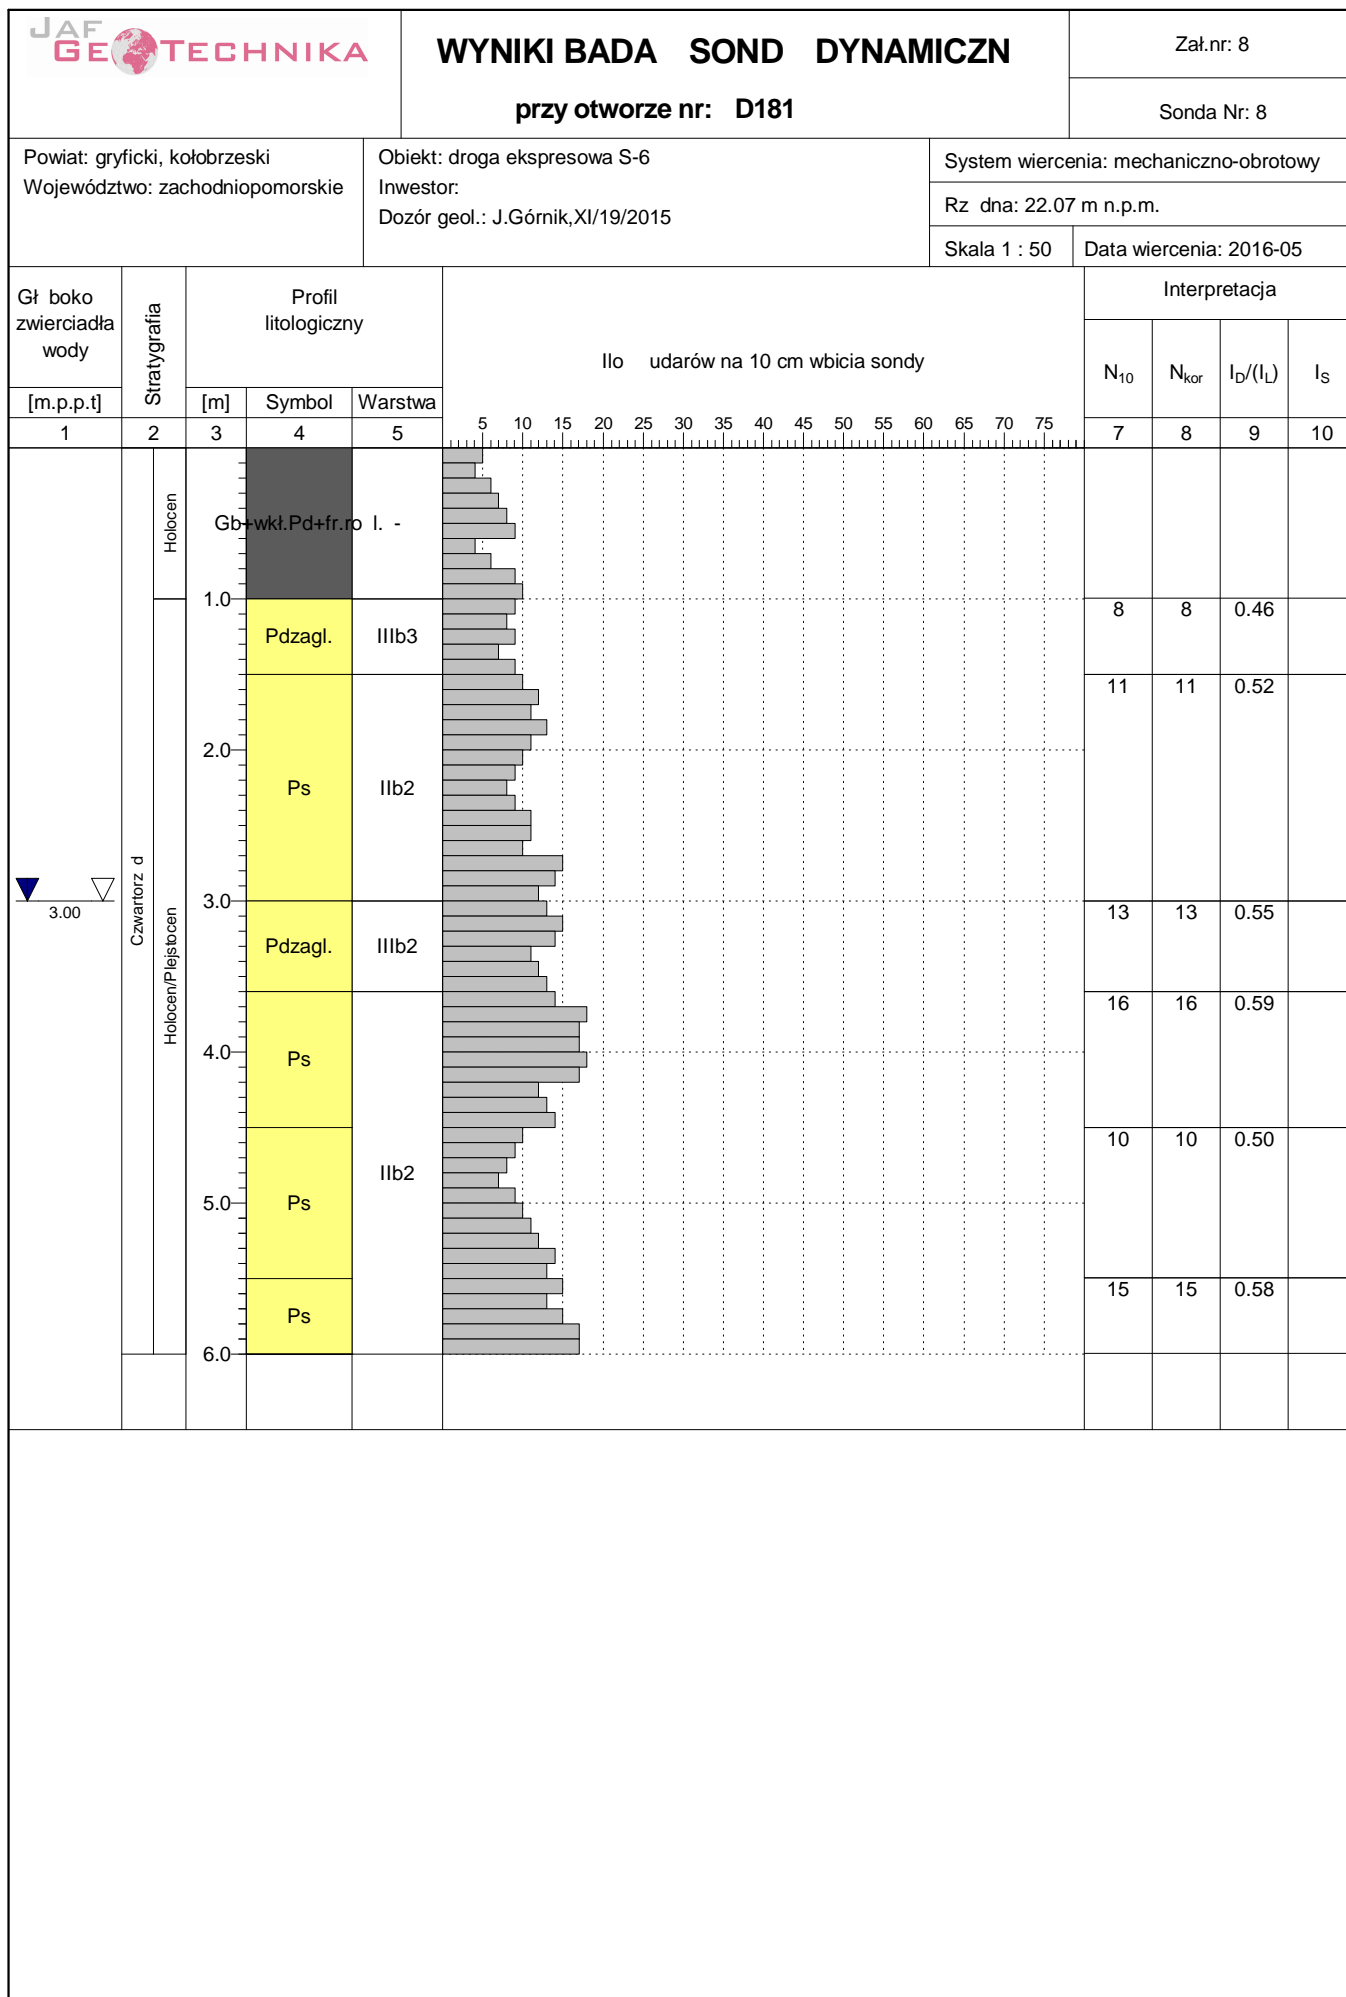 JAF
GEOTECHNIKA
WYNIKI BADA SOND DYNAMICZN
przy otworze nr: D181
Zał.nr: 8
Sonda Nr: 8
Powiat: gryficki, kołobrzeski
Województwo: zachodniopomorskie
Obiekt: droga ekspresowa S-6
Inwestor:
Dozór geol.: J.Górnik,XI/19/2015
System wiercenia: mechaniczno-obrotowy
Rz dna: 22.07 m n.p.m.
Skala 1 : 50
Data wiercenia: 2016-05
Gł boko
zwierciadła
wody
[m.p.p.t]
Stratygrafia
Profil
litologiczny
[m] Symbol Warstwa
Ilo udarów na 10 cm wbicia sondy
Interpretacja
N10 Nkor ID/(IL) IS
1 2 3 4 5
5 10 15 20 25 30 35 40 45 50 55 60 65 70 75
7 8 9 10
Holocen
Gb+wkł.Pd+fr.ro l. -
1.0
Pdzagl. IIIb3
8 8 0.46
11 11 0.52
2.0
Ps IIb2
Czwartorz d
Holocen/Plejstocen
3.00
3.0
13 13 0.55
Pdzagl. IIIb2
16 16 0.59
4.0
Ps
10 10 0.50
IIb2
5.0
Ps
15 15 0.58
Ps
6.0